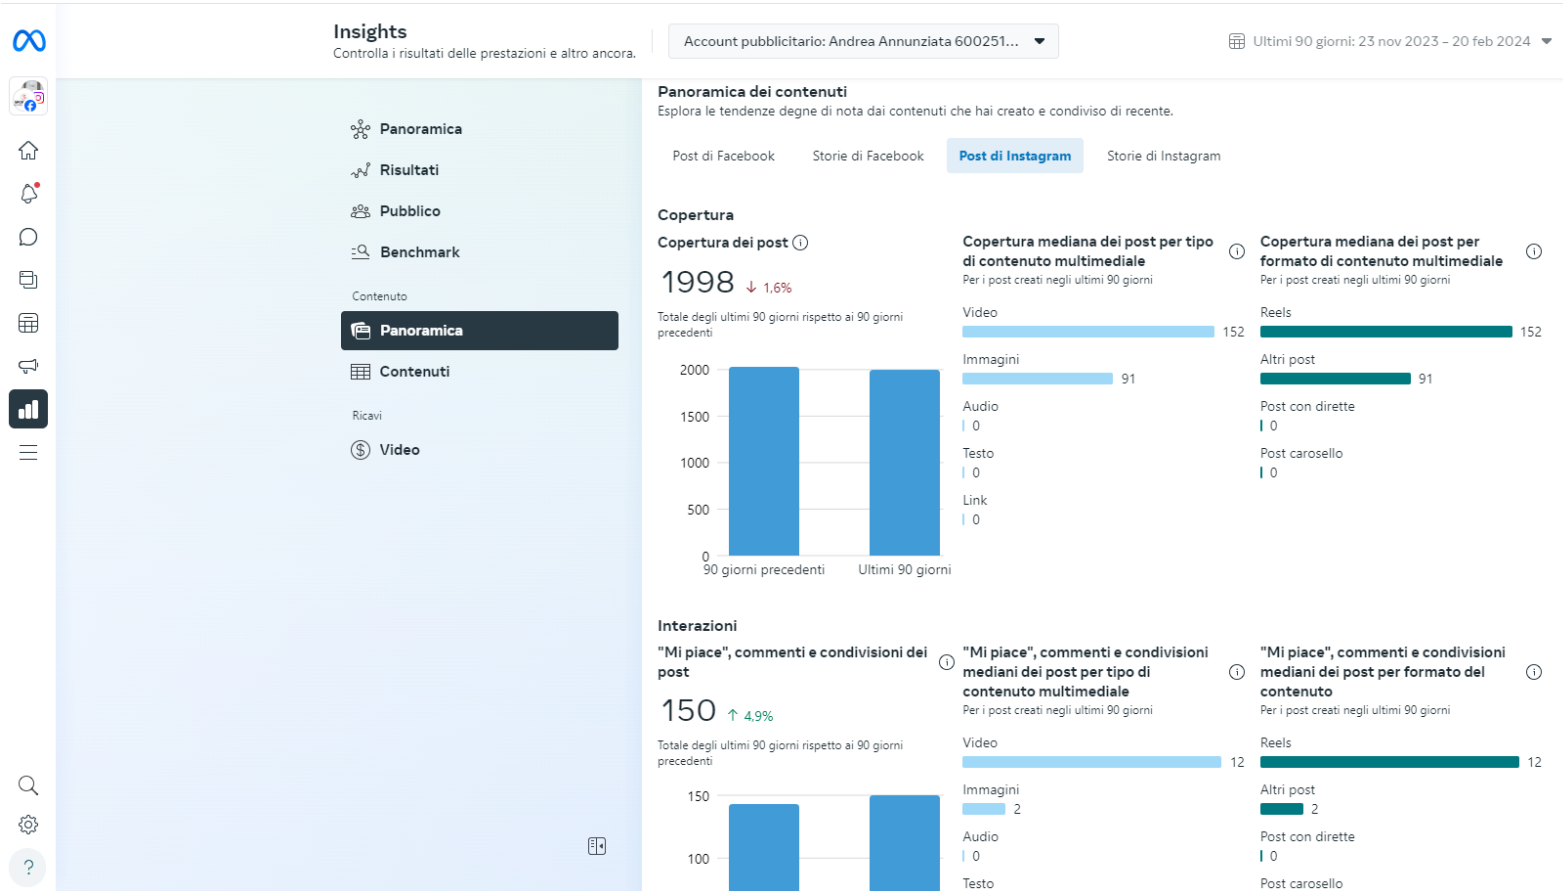 Insights
Controlla i risultati delle prestazioni e altro ancora.
Account pubblicitario: Andrea Annunziata 600251...
Ultimi 90 giorni: 23 nov 2023 – 20 feb 2024
Panoramica
Risultati
Pubblico
Benchmark
Contenuto
Panoramica
Contenuti
Ricavi
Video
Panoramica dei contenuti
Esplora le tendenze degne di nota dai contenuti che hai creato e condiviso di recente.
Post di Facebook
Storie di Facebook
Post di Instagram
Storie di Instagram
Copertura
Copertura dei post
1998 ↓ 1,6%
Totale degli ultimi 90 giorni rispetto ai 90 giorni
precedenti
2000
1500
1000
500
0
90 giorni precedenti
Ultimi 90 giorni
Copertura mediana dei post per tipo
di contenuto multimediale
Per i post creati negli ultimi 90 giorni
Video
152
Immagini
91
Audio
0
Testo
0
Link
0
Copertura mediana dei post per
formato di contenuto multimediale
Per i post creati negli ultimi 90 giorni
Reels
152
Altri post
91
Post con dirette
0
Post carosello
0
Interazioni
"Mi piace", commenti e condivisioni dei
post
150 ↑ 4,9%
Totale degli ultimi 90 giorni rispetto ai 90 giorni
precedenti
150
100
"Mi piace", commenti e condivisioni
mediani dei post per tipo di
contenuto multimediale
Per i post creati negli ultimi 90 giorni
Video
12
Immagini
2
Audio
0
Testo
"Mi piace", commenti e condivisioni
mediani dei post per formato del
contenuto
Per i post creati negli ultimi 90 giorni
Reels
12
Altri post
2
Post con dirette
0
Post carosello
?